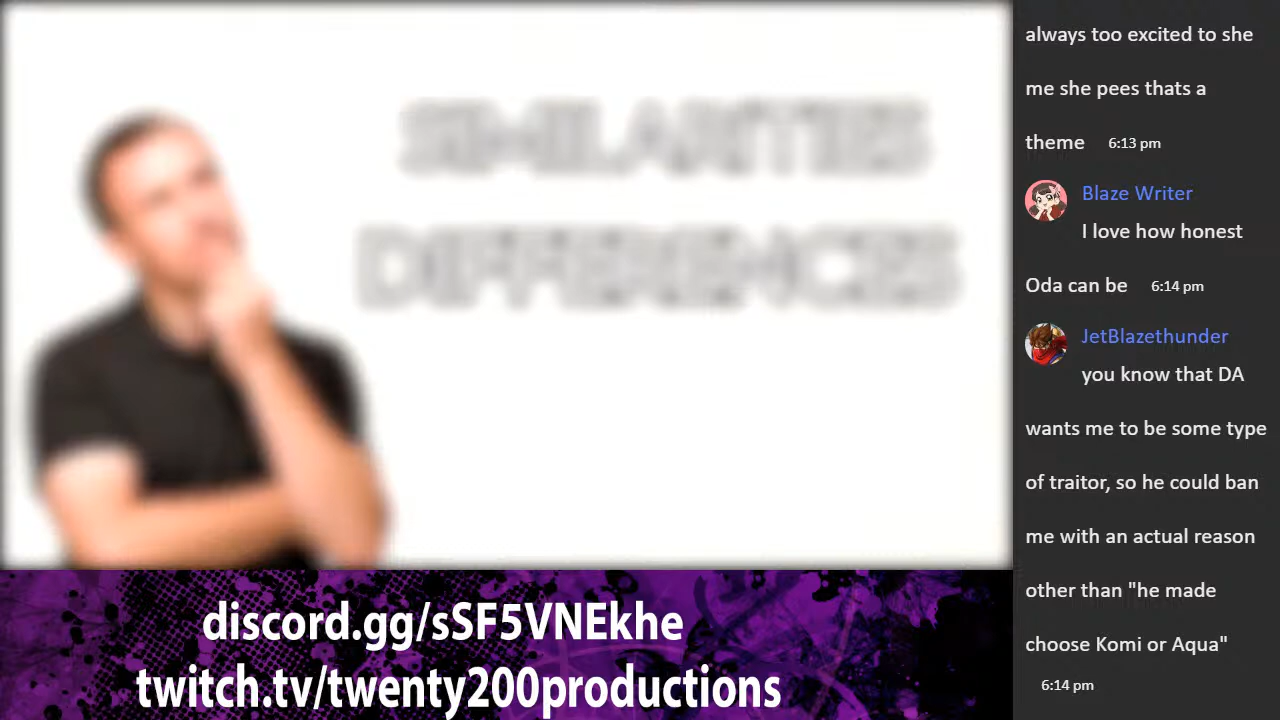 SIMILARITIES
DIFFERENCES
discord.gg/sSF5VNEkhe
twitch.tv/twenty200productions
always too excited to she
me she pees thats a
theme 6:13 pm
Blaze Writer
I love how honest
Oda can be 6:14 pm
JetBlazethunder
you know that DA
wants me to be some type
of traitor, so he could ban
me with an actual reason
other than "he made
choose Komi or Aqua"
6:14 pm